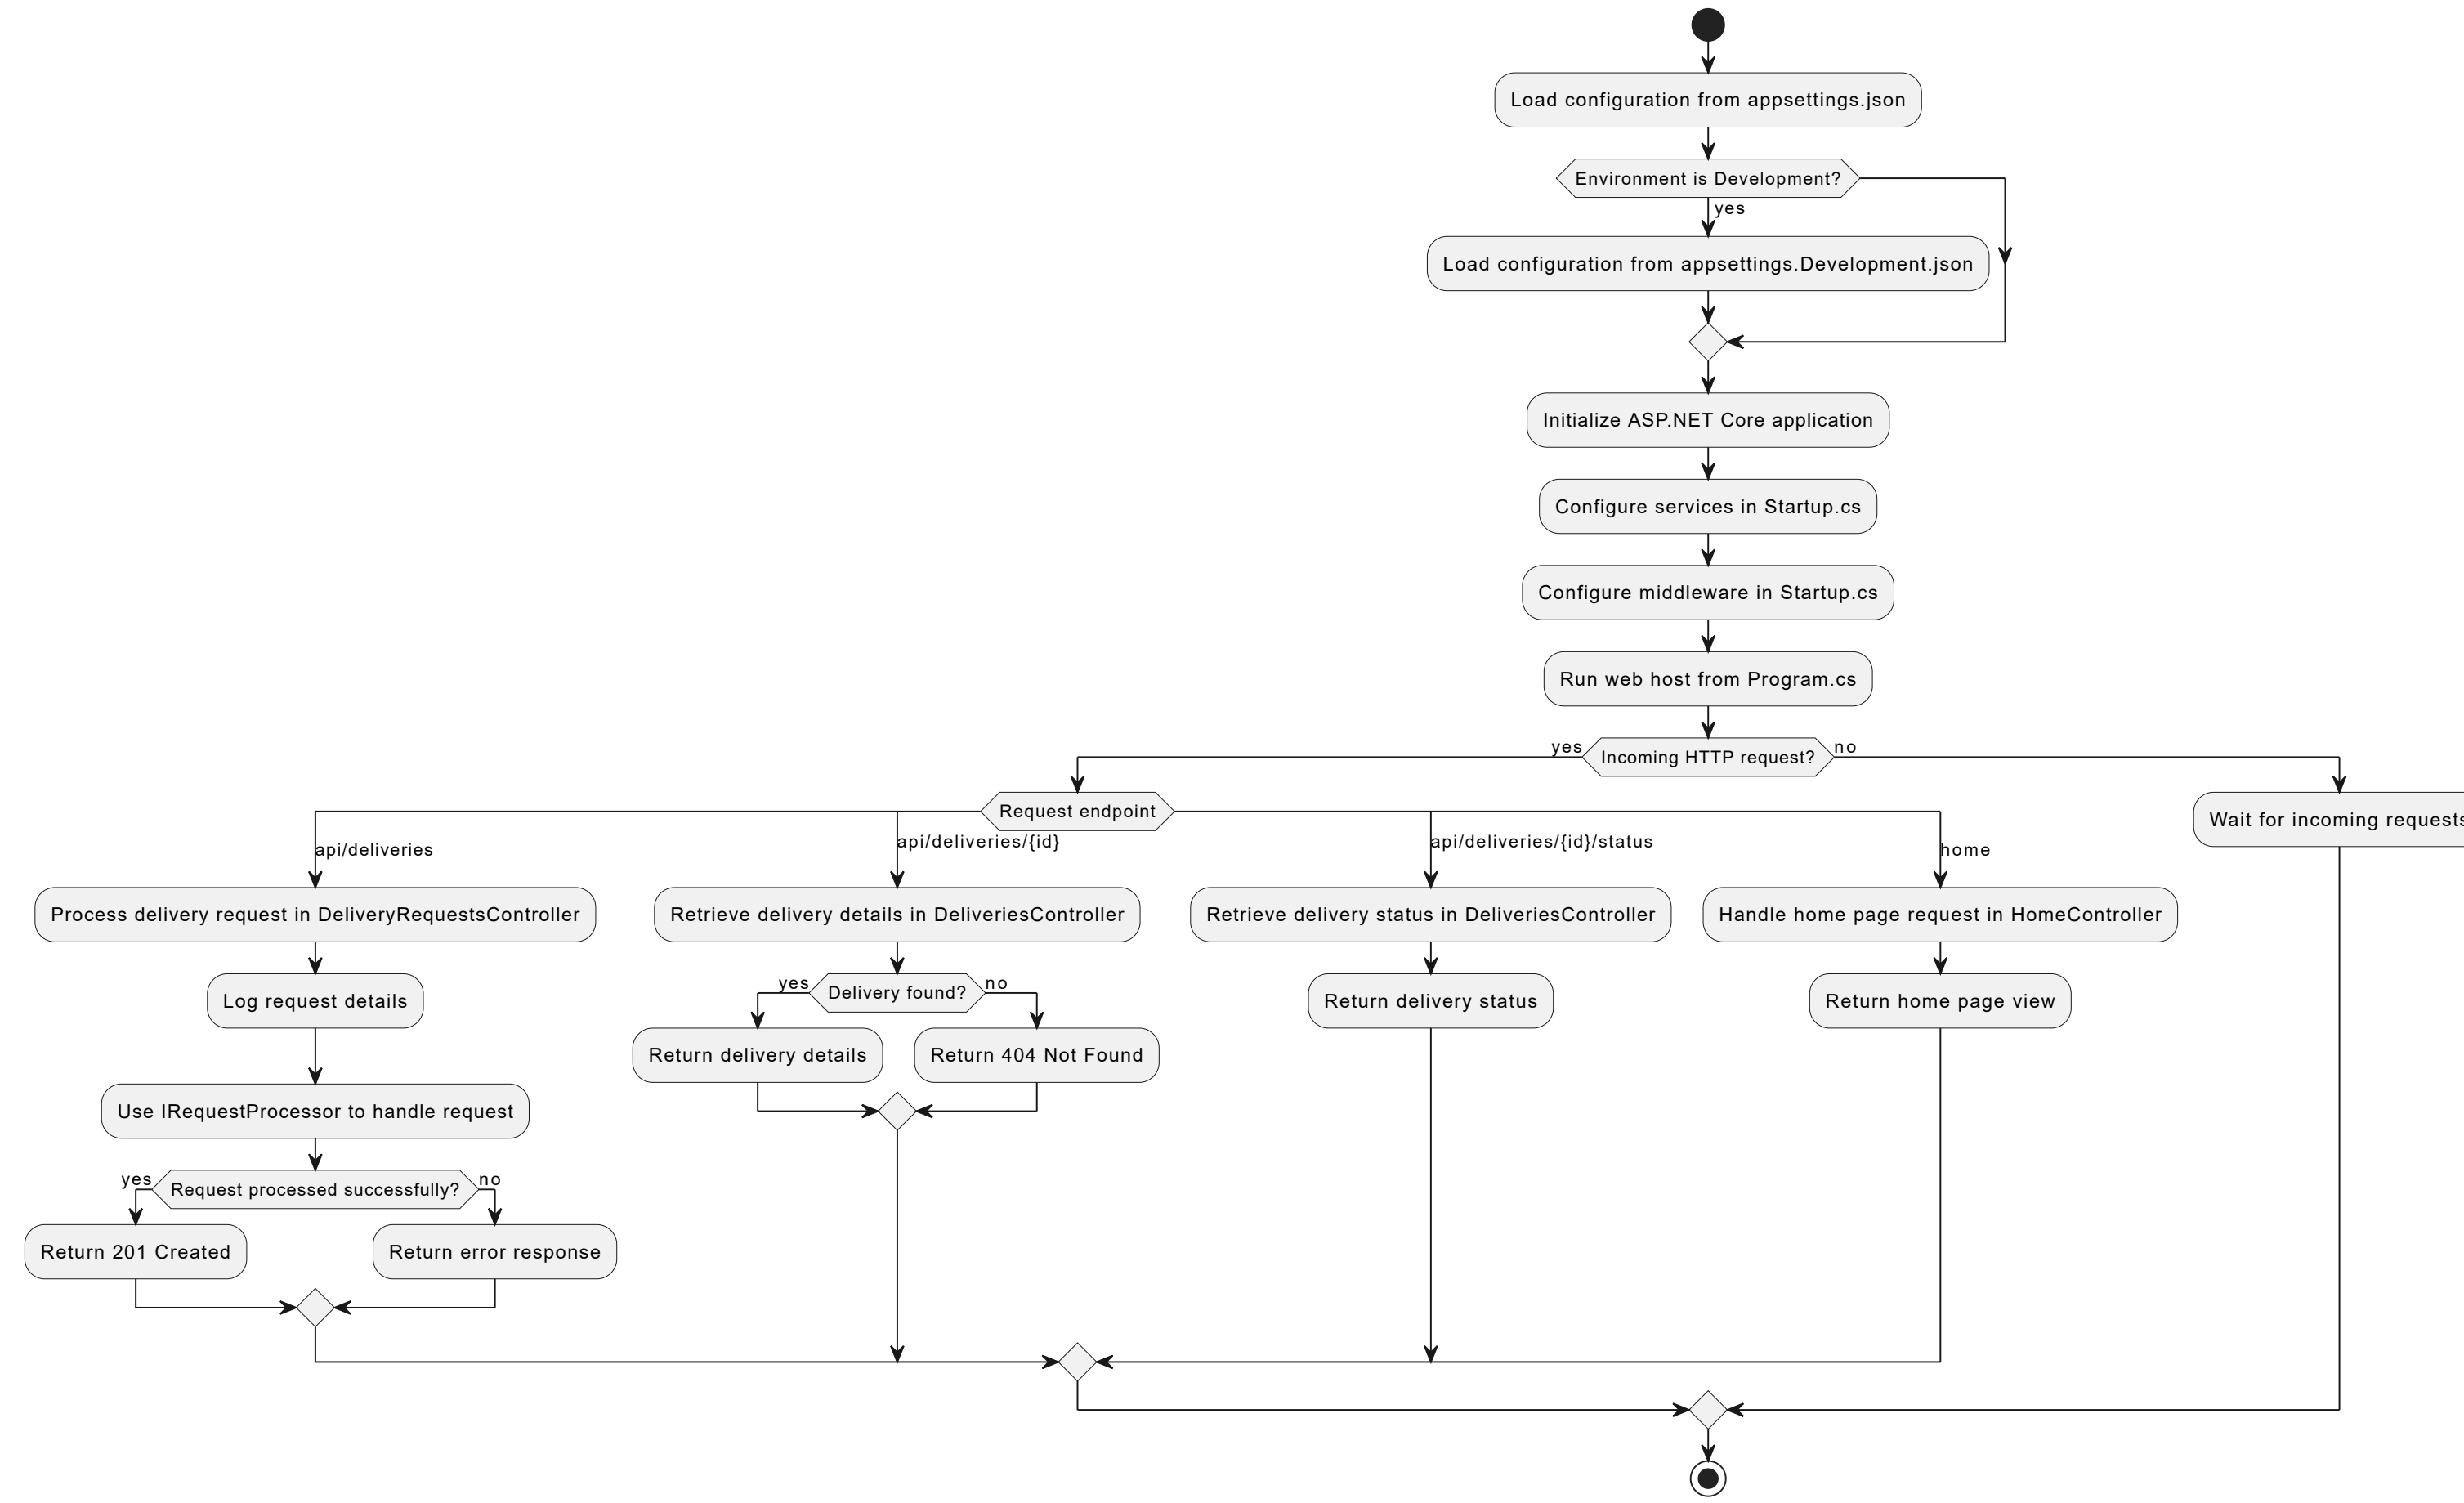 Load configuration from appsettings.json
Environment is Development?
yes
Load configuration from appsettings.Development.json
Initialize ASP.NET Core application
Configure services in Startup.cs
Configure middleware in Startup.cs
Run web host from Program.cs
yes
Incoming HTTP request?
no
Request endpoint
Wait for incoming requests
api/deliveries
api/deliveries/{id}
api/deliveries/{id}/status
home
Process delivery request in DeliveryRequestsController
Retrieve delivery details in DeliveriesController
Retrieve delivery status in DeliveriesController
Handle home page request in HomeController
Log request details
yes
Delivery found?
no
Return delivery status
Return home page view
Return delivery details
Return 404 Not Found
Use IRequestProcessor to handle request
yes
Request processed successfully?
no
Return 201 Created
Return error response